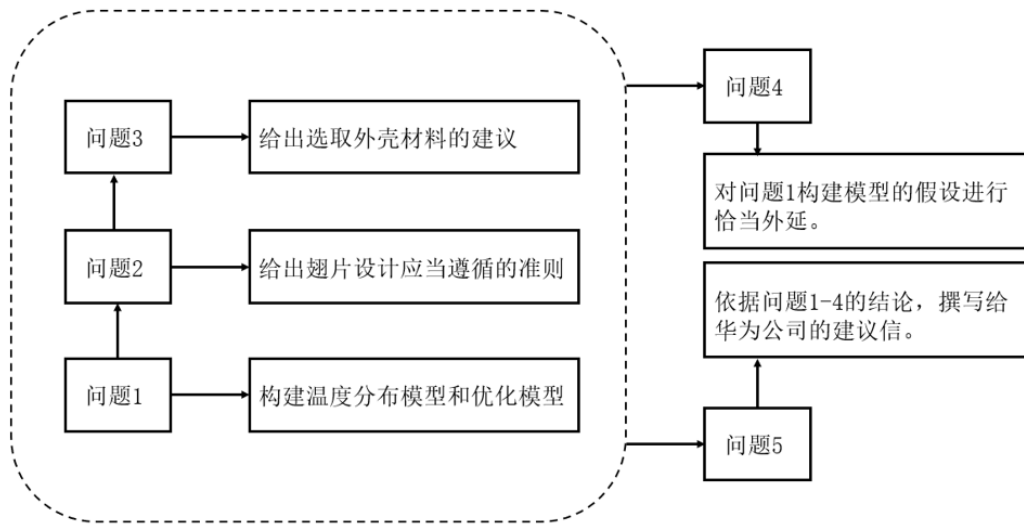 问题3
给出选取外壳材料的建议
问题2
给出翅片设计应当遵循的准则
问题1
构建温度分布模型和优化模型
问题4
对问题1构建模型的假设进行
恰当外延。
依据问题1-4的结论，撰写给
华为公司的建议信。
问题5